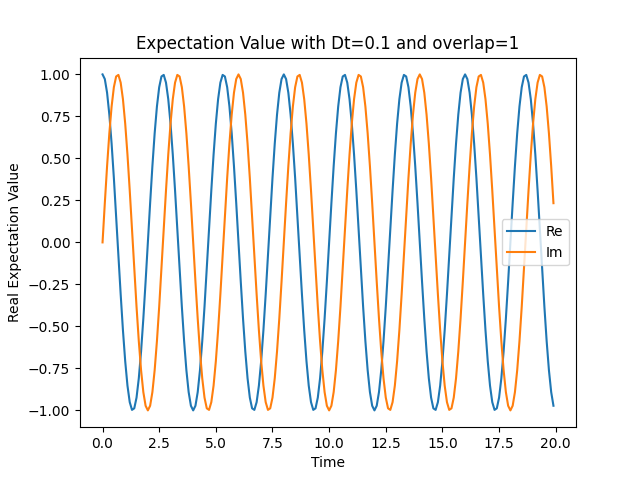 Expectation Value with Dt=0.1 and overlap=1
1.00
0.75
0.50
0.25
0.00
−0.25
−0.50
−0.75
−1.00
Real Expectation Value
Re
Im
0.0 2.5 5.0 7.5 10.0 12.5 15.0 17.5 20.0
Time